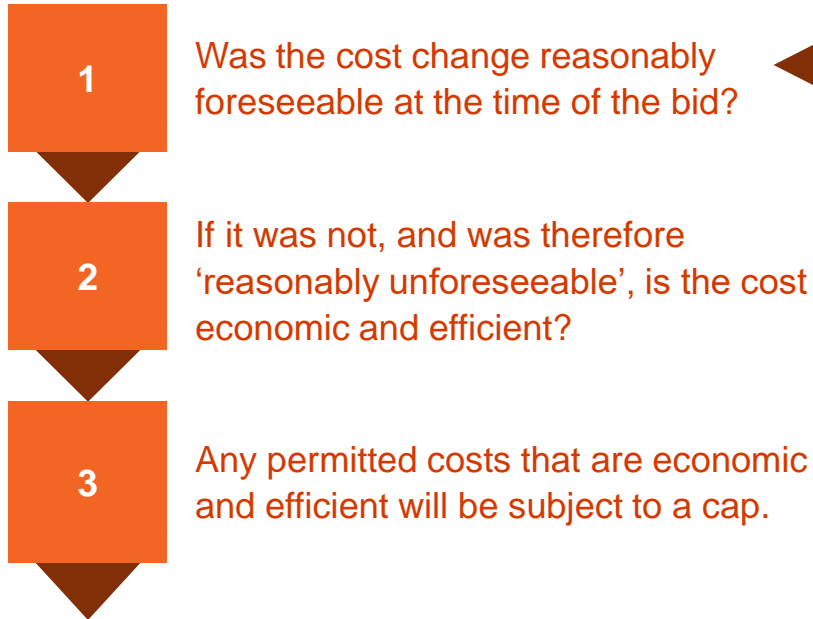 1
Was the cost change reasonably
foreseeable at the time of the bid?
2
If it was not, and was therefore
‘reasonably unforeseeable’, is the cost
economic and efficient?
3
Any permitted costs that are economic
and efficient will be subject to a cap.